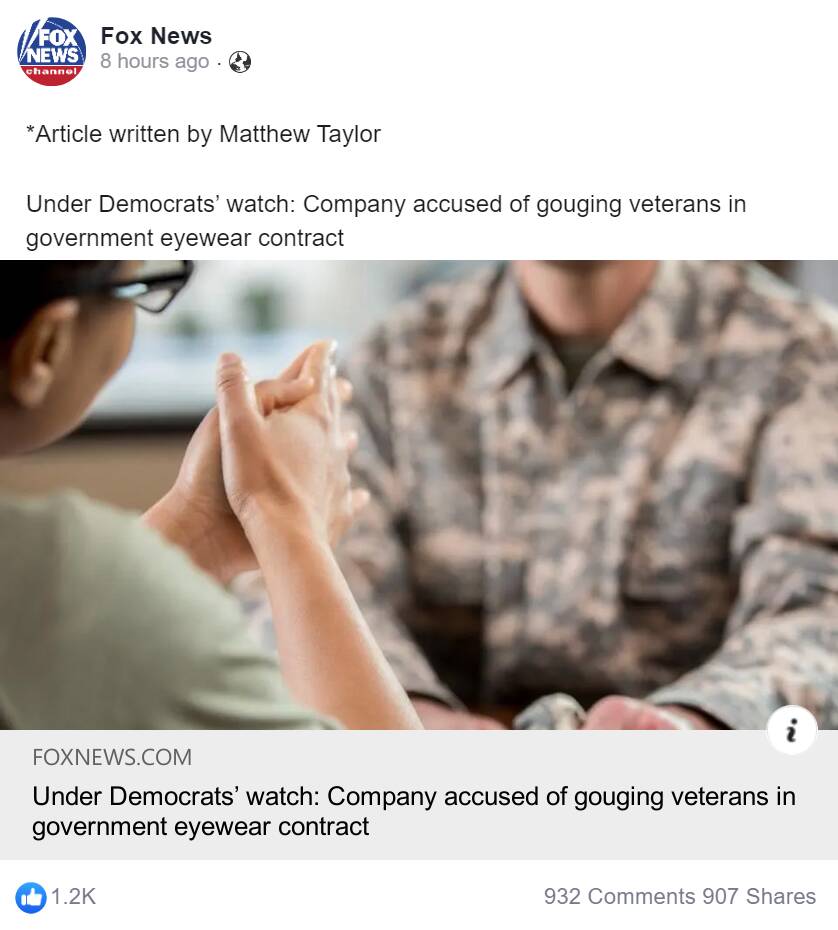 FOX
NEWS
channel
Fox News
8 hours ago ·
*Article written by Matthew Taylor
Under Democrats’ watch: Company accused of gouging veterans in
government eyewear contract
i
FOXNEWS.COM
Under Democrats’ watch: Company accused of gouging veterans in
government eyewear contract
1.2K
932 Comments 907 Shares